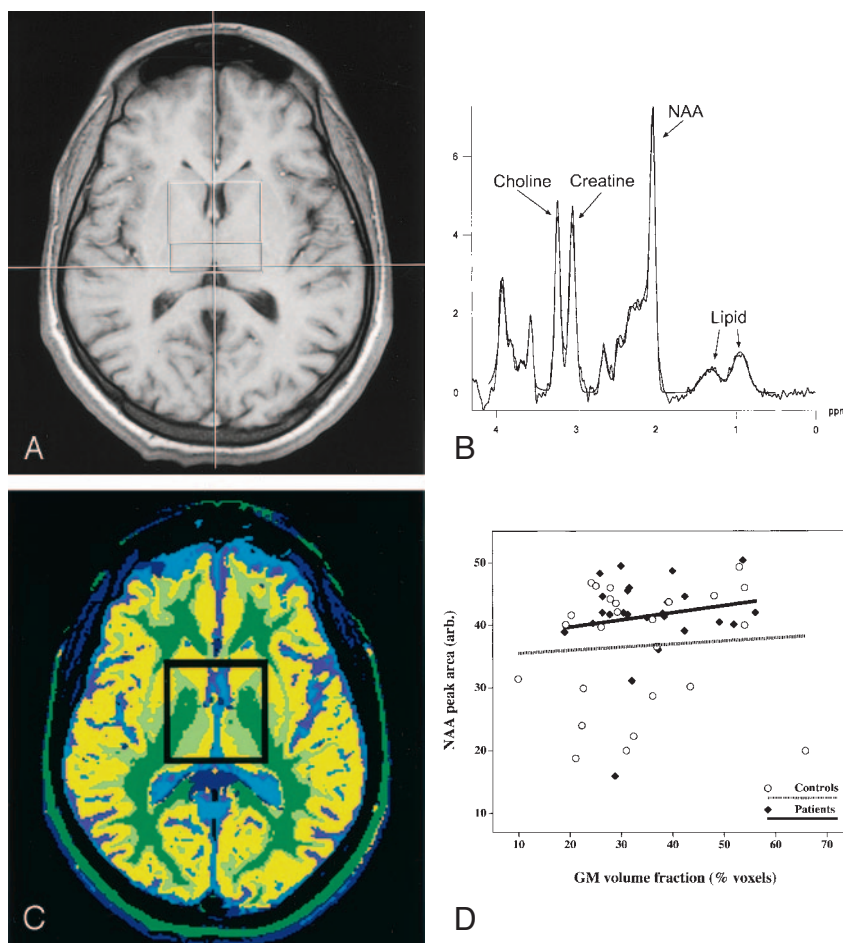 A
NAA
Choline
Creatine
Lipid
6
4
2
0
4
3
2
1
0
ppm
B
C
50
40
30
20
10
NAA peak area (arb.)
Controls
Patients
10
20
30
40
50
60
70
GM volume fraction (% voxels)
D